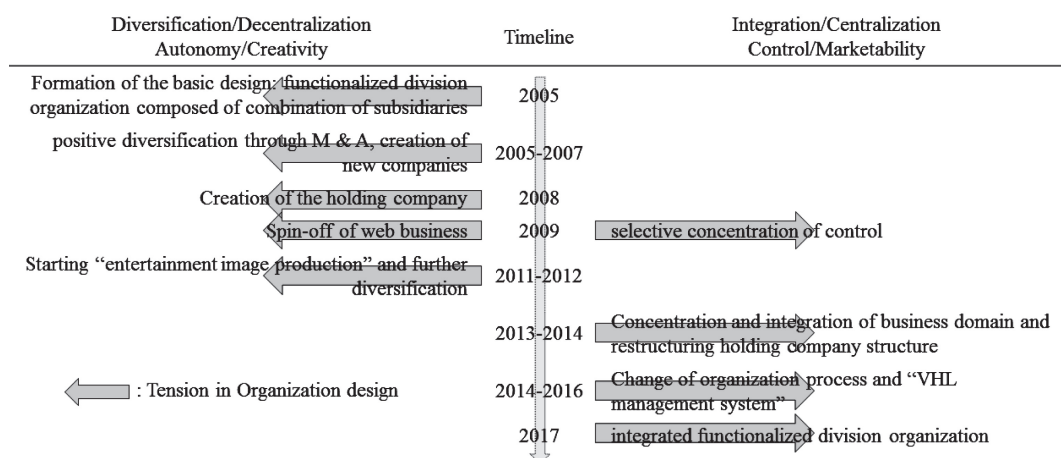 Diversification/Decentralization
Autonomy/Creativity
Timeline
Integration/Centralization
Control/Marketability
Formation of the basic design: functionalized division
organization composed of combination of subsidiaries
2005
positive diversification through M & A, creation of
new companies
2005-2007
Creation of the holding company
2008
Spin-off of web business
2009
selective concentration of control
Starting “entertainment image production” and further
diversification
2011-2012
2013-2014
Concentration and integration of business domain and
restructuring holding company structure
: Tension in Organization design
2014-2016
Change of organization process and “VHL
management system”
2017
integrated functionalized division organization